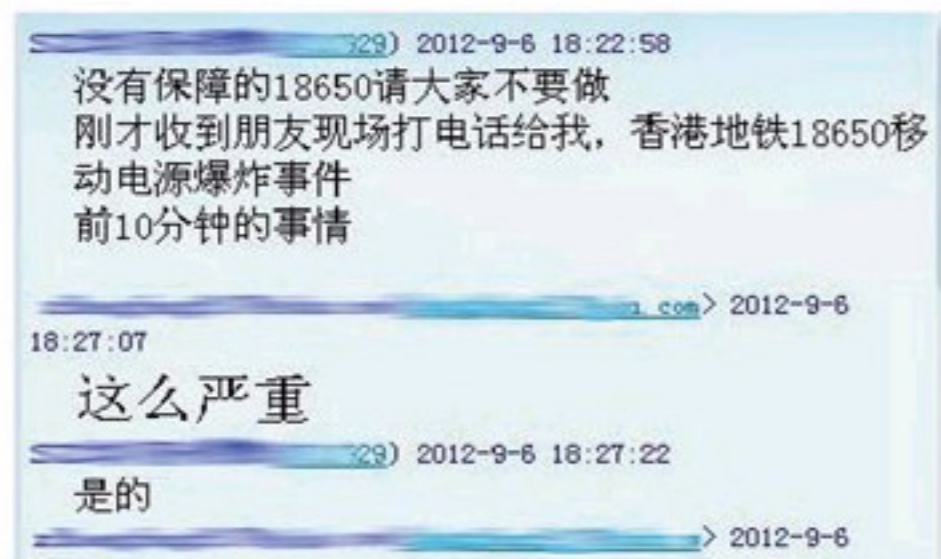 529) 2012-9-6 18:22:58
没有保障的18650请大家不要做
刚才收到朋友现场打电话给我，香港地铁18650移
动电源爆炸事件
前10分钟的事情
.com> 2012-9-6
18:27:07
这么严重
529) 2012-9-6 18:27:22
是的
> 2012-9-6